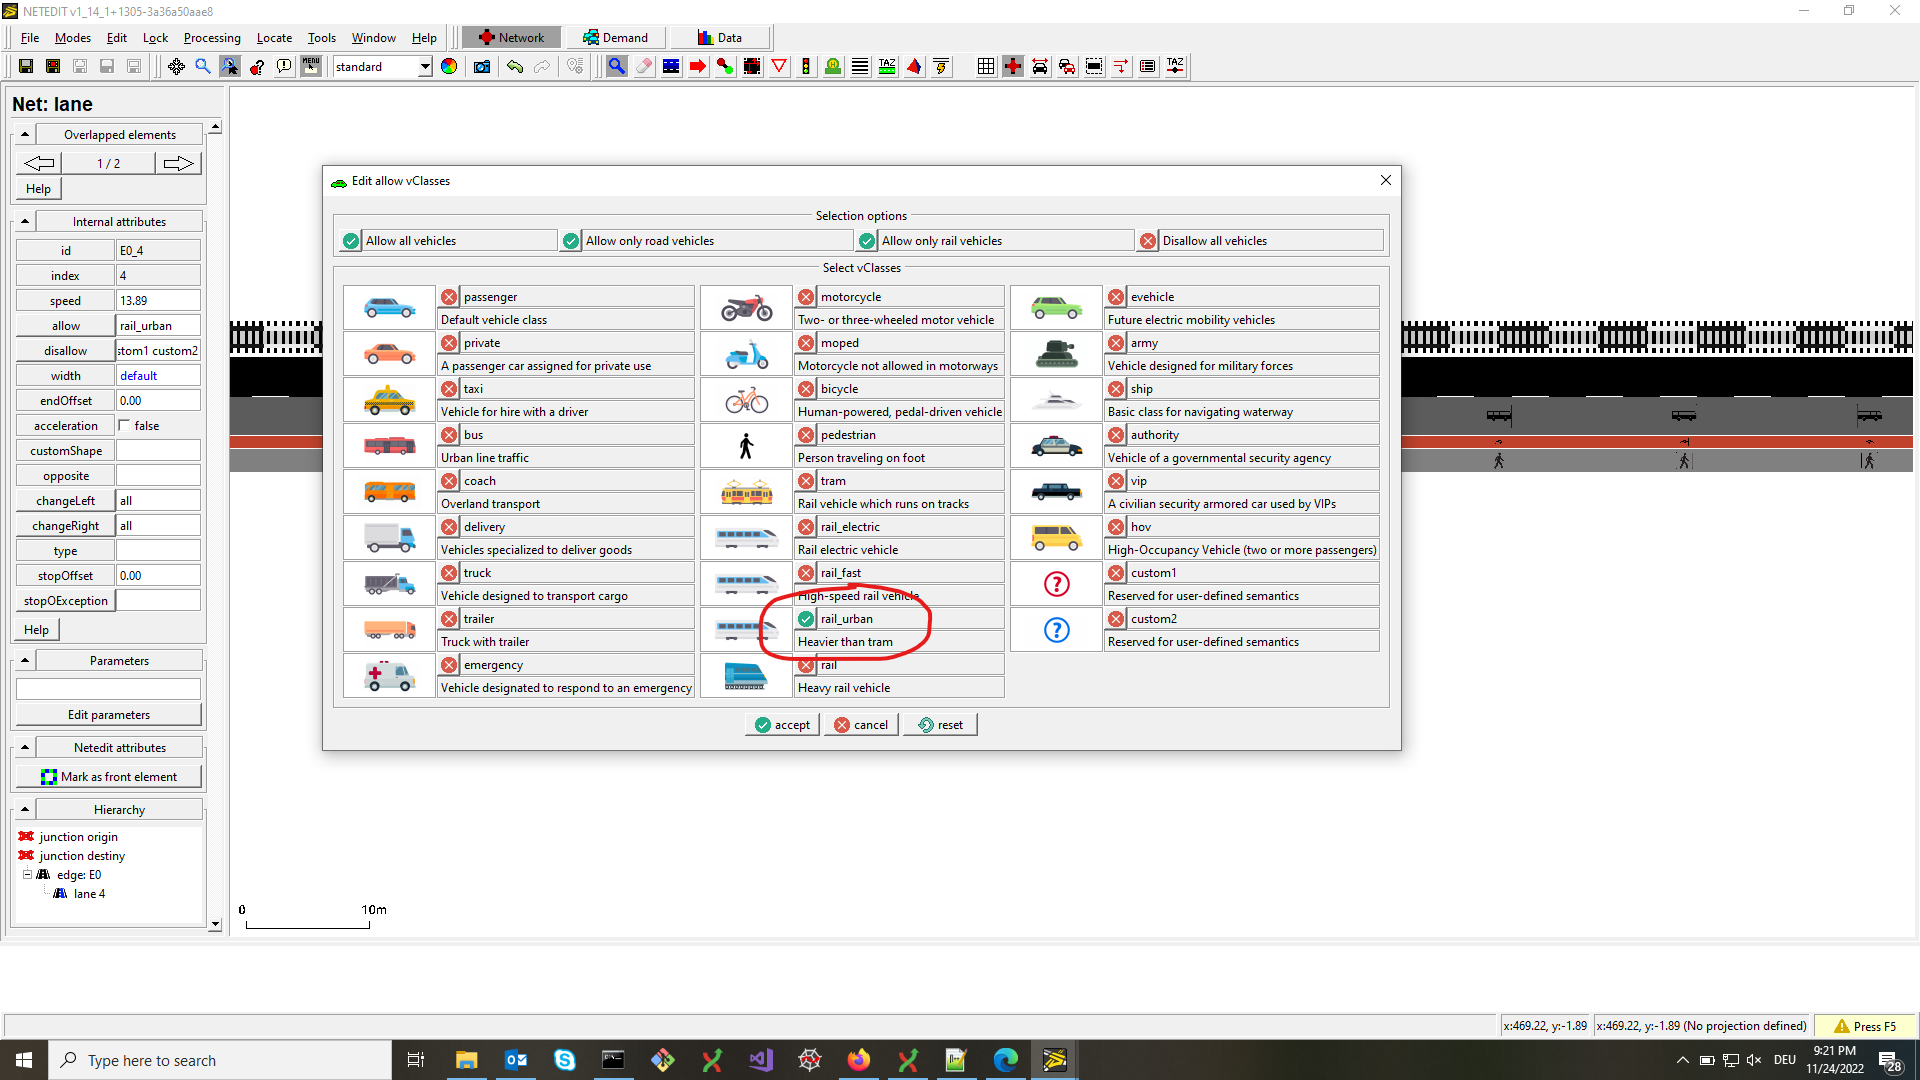 NETEDIT v1_14_1+1305-3a36a50aae8
File Modes Edit Lock Processing Locate Tools Window Help Network Demand Data
MENU standard TAZ TAZ
Net: lane
Overlapped elements
1 / 2
Help
Internal attributes
id E0_4
index 4
speed 13.89
allow rail_urban
disallow stom1 custom2
width default
endOffset 0.00
acceleration false
customShape
opposite
changeLeft all
changeRight all
type
stopOffset 0.00
stopOException
Help
Parameters
Edit parameters
Netedit attributes
Mark as front element
Hierarchy
junction origin
junction destiny
edge: E0
lane 4
Edit allow vClasses
Selection options
Allow all vehicles Allow only road vehicles Allow only rail vehicles Disallow all vehicles
Select vClasses
passenger
Default vehicle class
private
A passenger car assigned for private use
taxi
Vehicle for hire with a driver
bus
Urban line traffic
coach
Overland transport
delivery
Vehicles specialized to deliver goods
truck
Vehicle designed to transport cargo
trailer
Truck with trailer
emergency
Vehicle designated to respond to an emergency
motorcycle
Two- or three-wheeled motor vehicle
moped
Motorcycle not allowed in motorways
bicycle
Human-powered, pedal-driven vehicle
pedestrian
Person traveling on foot
tram
Rail vehicle which runs on tracks
rail_electric
Rail electric vehicle
rail_fast
High-speed rail vehicle
rail_urban
Heavier than tram
rail
Heavy rail vehicle
evehicle
Future electric mobility vehicles
army
Vehicle designed for military forces
ship
Basic class for navigating waterway
authority
Vehicle of a governmental security agency
vip
A civilian security armored car used by VIPs
hov
High-Occupancy Vehicle (two or more passengers)
custom1
Reserved for user-defined semantics
custom2
Reserved for user-defined semantics
accept cancel reset
0 10m
x:469.22, y:-1.89 x:469.22, y:-1.89 (No projection defined) Press F5
Type here to search
DEU
9:21 PM
11/24/2022
28